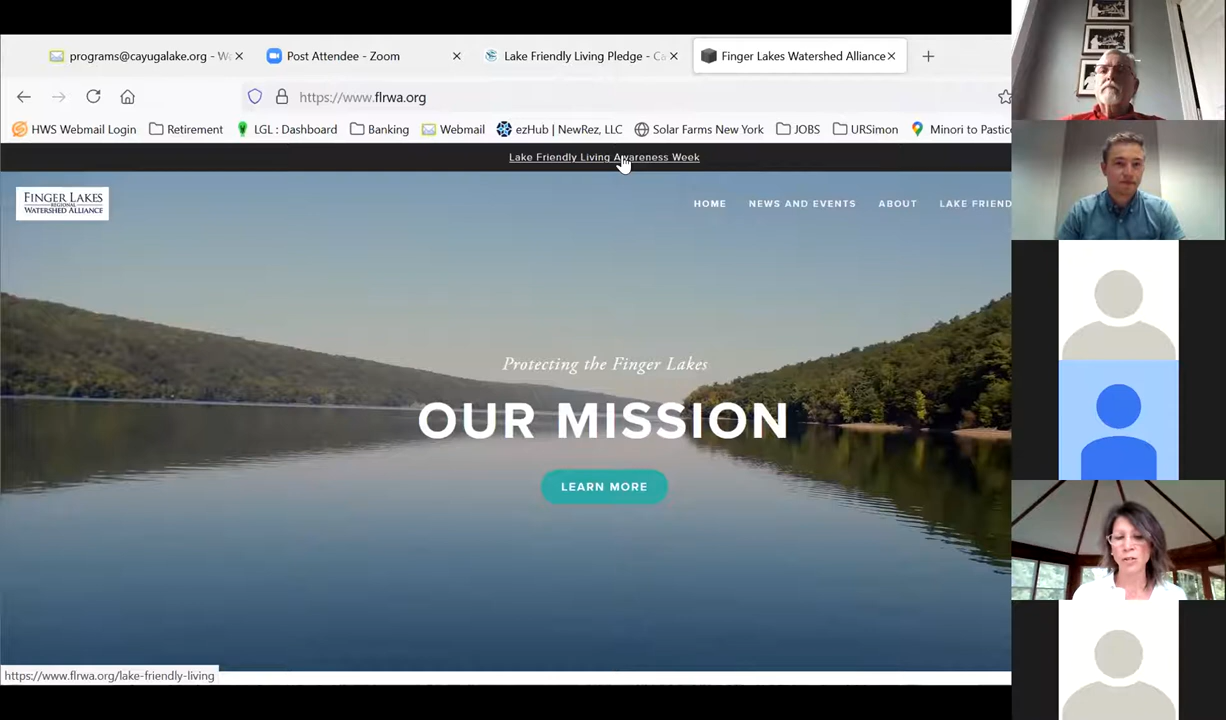 programs@cayugalake.org - W
Post Attendee - Zoom
Lake Friendly Living Pledge - Ca
Finger Lakes Watershed Alliance
https://www.flrwa.org
HWS Webmail Login
Retirement
LGL : Dashboard
Banking
Webmail
ezHub | NewRez, LLC
Solar Farms New York
JOBS
URSimon
Minori to Pastic
Lake Friendly Living Awareness Week
FINGER LAKES
REGIONAL
WATERSHED ALLIANCE
HOME
NEWS AND EVENTS
ABOUT
LAKE FRIEND
Protecting the Finger Lakes
OUR MISSION
LEARN MORE
https://www.flrwa.org/lake-friendly-living